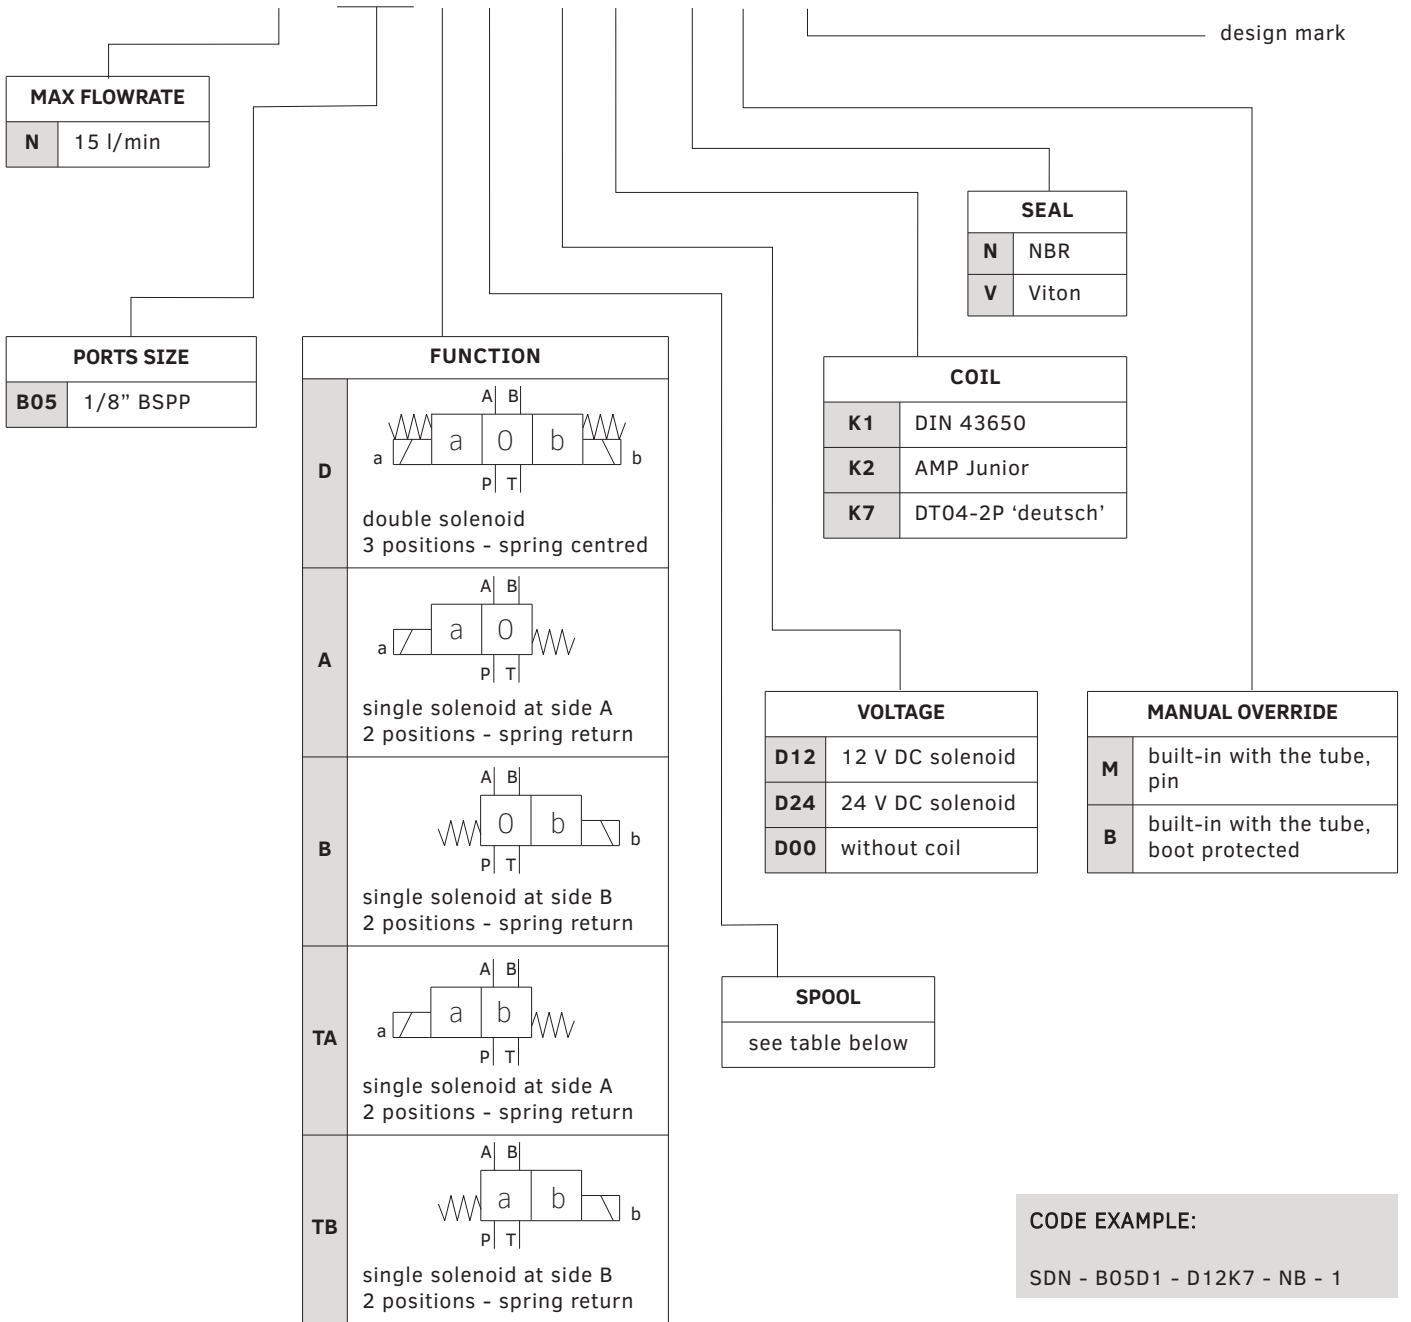 design mark
MAX FLOWRATE
N 15 l/min
SEAL
N NBR
V Viton
PORTS SIZE
B05 1/8” BSPP
FUNCTION
A B
a a 0 b b
P T
D
double solenoid
3 positions - spring centred
A B
a a 0
P T
A
single solenoid at side A
2 positions - spring return
A B
0 b b
P T
B
single solenoid at side B
2 positions - spring return
A B
a a b
P T
TA
single solenoid at side A
2 positions - spring return
A B
a b b
P T
TB
single solenoid at side B
2 positions - spring return
COIL
K1 DIN 43650
K2 AMP Junior
K7 DT04-2P ‘deutsch’
VOLTAGE
D12 12 V DC solenoid
D24 24 V DC solenoid
D00 without coil
MANUAL OVERRIDE
M built-in with the tube,
pin
B built-in with the tube,
boot protected
SPOOL
see table below
CODE EXAMPLE:
SDN - B05D1 - D12K7 - NB - 1